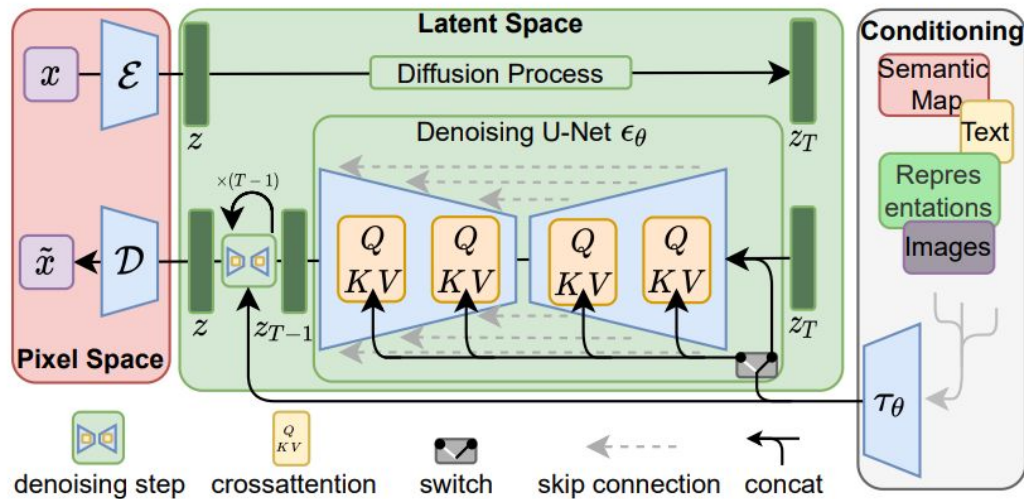 Latent Space
Conditioning
x
ℰ
Diffusion Process
z
z_T
Semantic
Map
Text
Repres
entations
Images
Denoising U-Net ϵ_θ
×(T−1)
x̃
𝒟
Q
KV
Q
KV
Q
KV
Q
KV
z
z_{T−1}
z_T
Pixel Space
τ_θ
Q
KV
denoising step
crossattention
switch
skip connection
concat